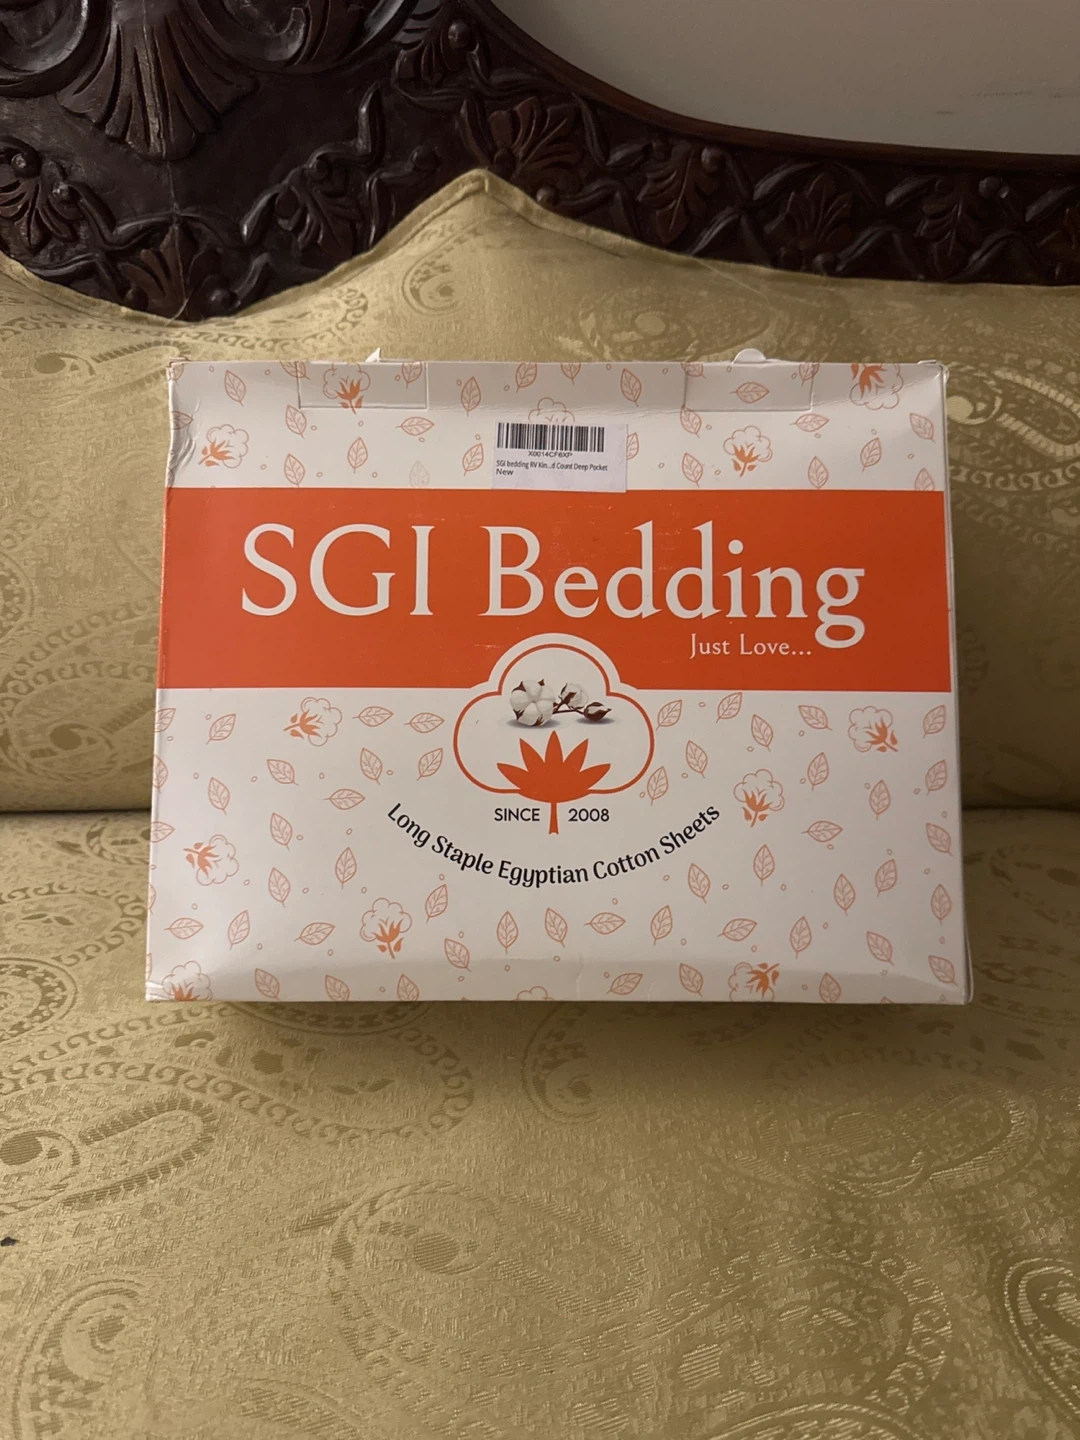 X0014CF6XP
SGI bedding RV Kin...d Count Deep Pocket
New
SGI Bedding
Just Love...
SINCE 2008
Long Staple Egyptian Cotton Sheets